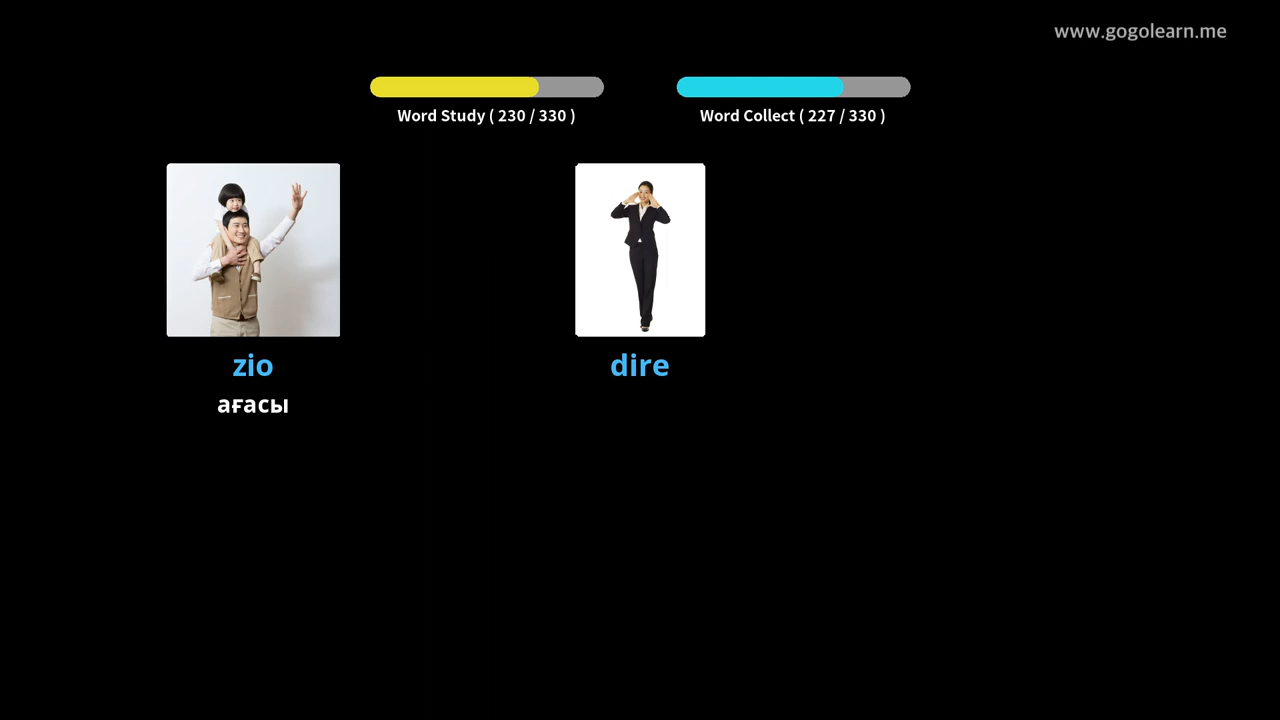 www.gogolearn.me
Word Study ( 230 / 330 )
Word Collect ( 227 / 330 )
zio
ағасы
dire